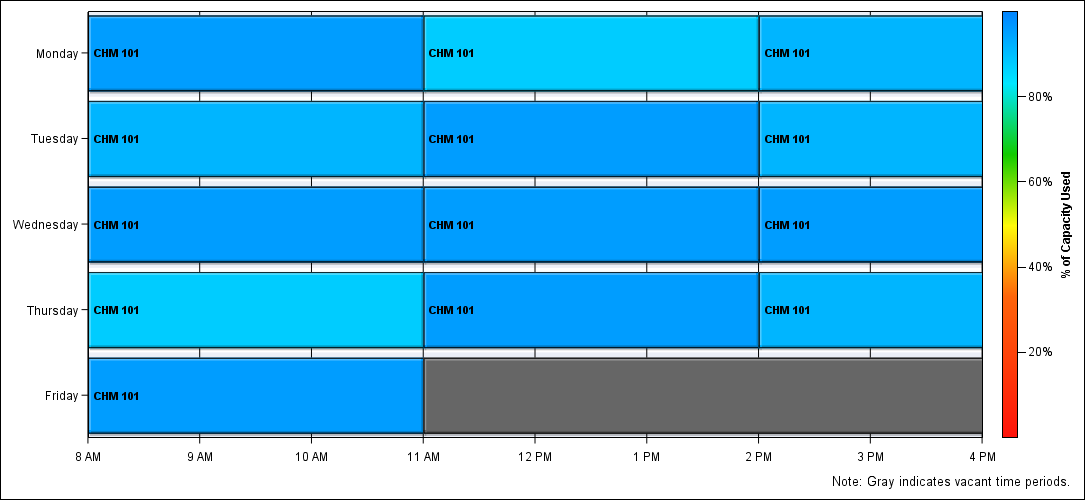 Monday
CHM 101
CHM 101
CHM 101
Tuesday
CHM 101
CHM 101
CHM 101
Wednesday
CHM 101
CHM 101
CHM 101
Thursday
CHM 101
CHM 101
CHM 101
Friday
CHM 101
8 AM
9 AM
10 AM
11 AM
12 PM
1 PM
2 PM
3 PM
4 PM
80%
60%
40%
20%
% of Capacity Used
Note: Gray indicates vacant time periods.